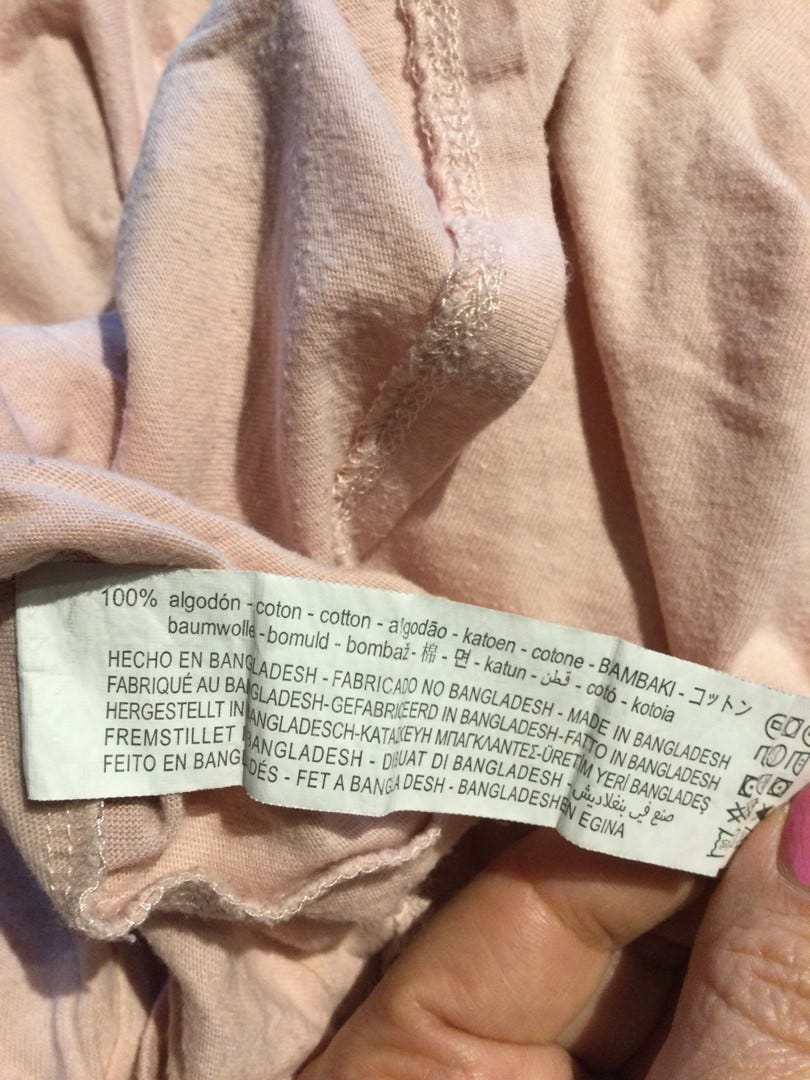 100% algodón - coton - cotton - algodão - katoen - cotone - BAMBAKI - コットン
baumwolle - bomuld - bombaž - 棉 - 면 - katun - قطن - cotó - kotoia
HECHO EN BANGLADESH - FABRICADO NO BANGLADESH - MADE IN BANGLADESH
FABRIQUÉ AU BANGLADESH-GEFABRICEERD IN BANGLADESH-FATTO IN BANGLADESH
HERGESTELLT IN BANGLADESCH-ΚΑΤΑΣΚΕΥΗ ΜΠΑΓΚΛΑΝΤΕΣ-ÜRETİM YERİ BANGLADEŞ
FREMSTILLET I BANGLADESH - DIBUAT DI BANGLADESH صنع في بنغلاديش
FEITO EN BANGLADÉS - FET A BANGLA DESH - BANGLADESHEN EGINA